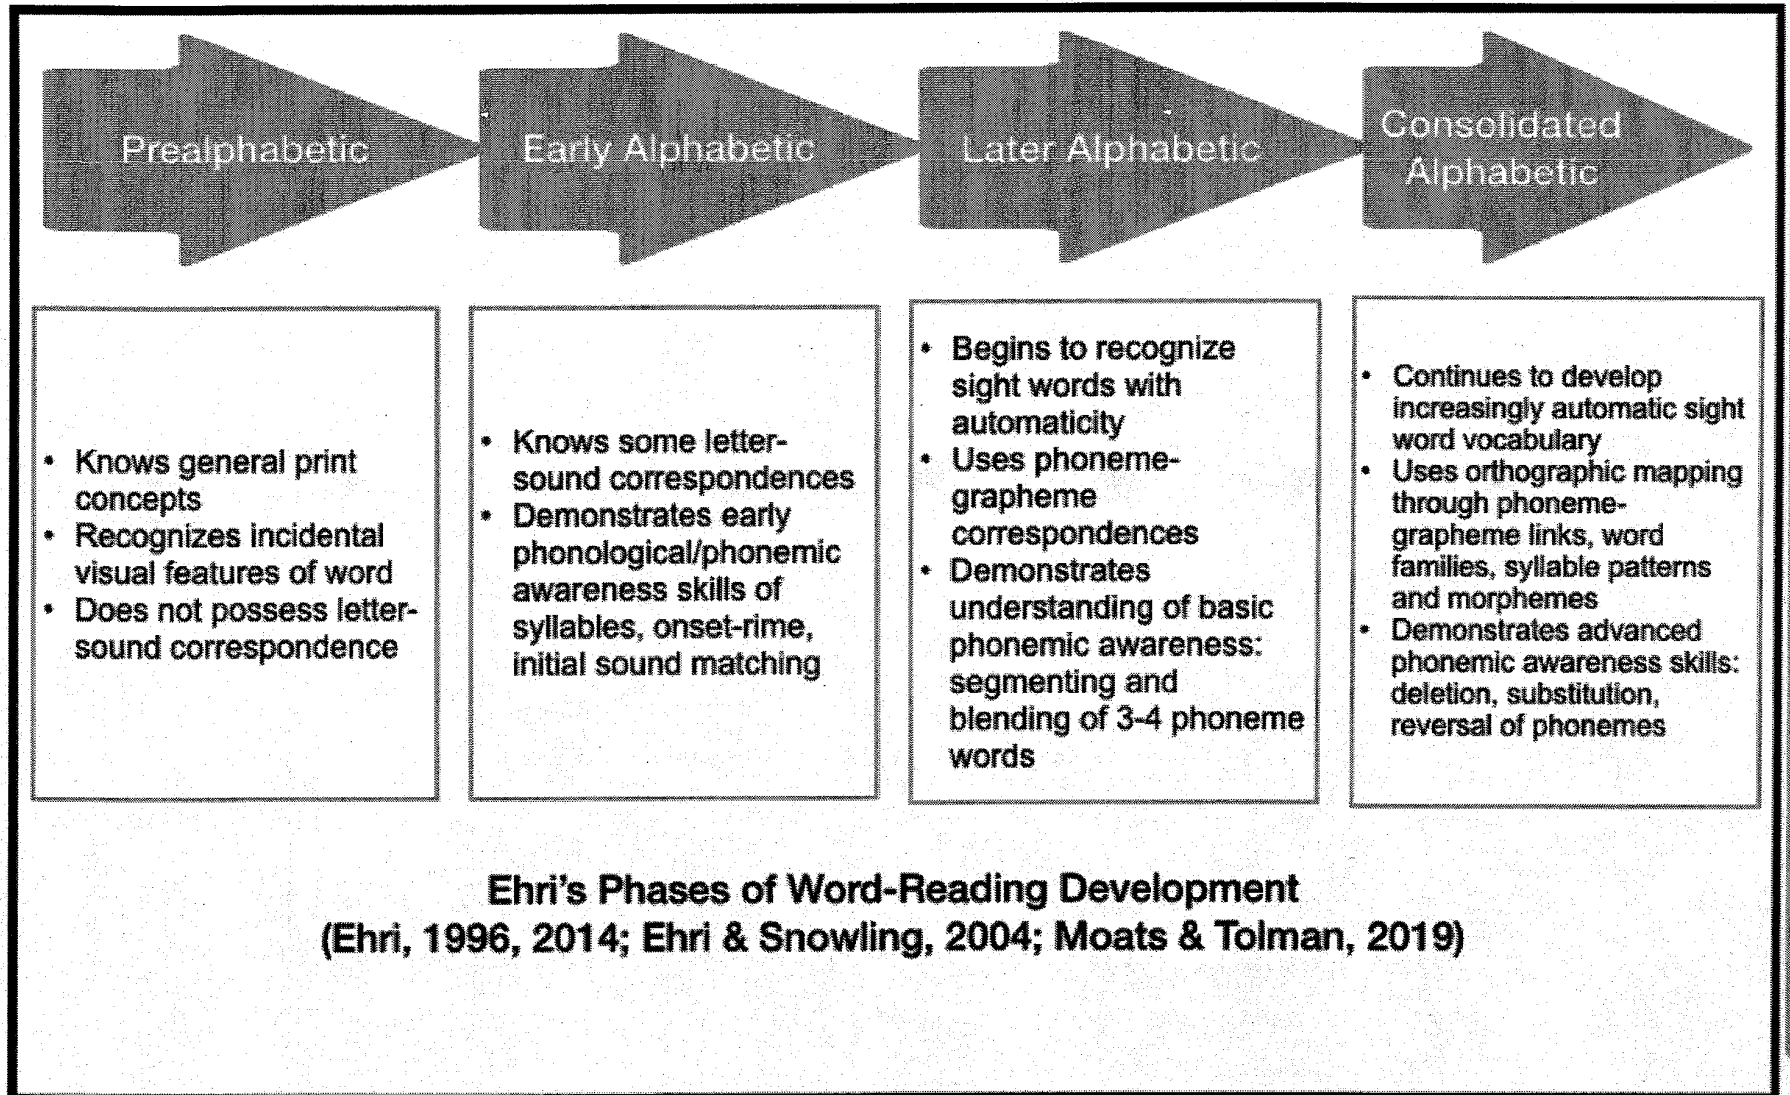 Prealphabetic
Early Alphabetic
Later Alphabetic
Consolidated
Alphabetic
• Knows general print
concepts
• Recognizes incidental
visual features of word
• Does not possess letter-
sound correspondence
• Knows some letter-
sound correspondences
• Demonstrates early
phonological/phonemic
awareness skills of
syllables, onset-rime,
initial sound matching
• Begins to recognize
sight words with
automaticity
• Uses phoneme-
grapheme
correspondences
• Demonstrates
understanding of basic
phonemic awareness:
segmenting and
blending of 3-4 phoneme
words
• Continues to develop
increasingly automatic sight
word vocabulary
• Uses orthographic mapping
through phoneme-
grapheme links, word
families, syllable patterns
and morphemes
• Demonstrates advanced
phonemic awareness skills:
deletion, substitution,
reversal of phonemes
Ehri's Phases of Word-Reading Development
(Ehri, 1996, 2014; Ehri & Snowling, 2004; Moats & Tolman, 2019)